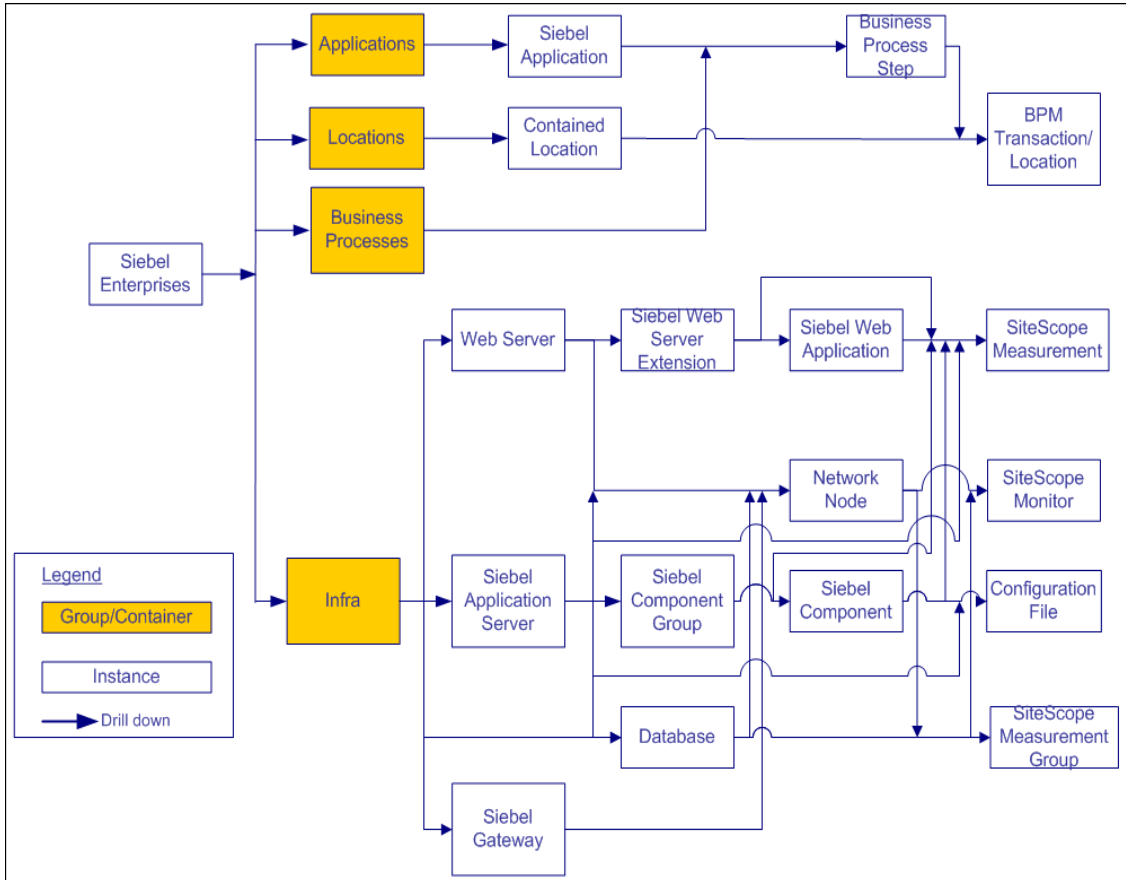 Applications
Siebel
Application
Business
Process
Step
Locations
Contained
Location
BPM
Transaction/
Location
Business
Processes
Siebel
Enterprises
Web Server
Siebel Web
Server
Extension
Siebel Web
Application
SiteScope
Measurement
Network
Node
SiteScope
Monitor
Infra
Siebel
Application
Server
Siebel
Component
Group
Siebel
Component
Configuration
File
Database
SiteScope
Measurement
Group
Siebel
Gateway
Legend
Group/Container
Instance
Drill down